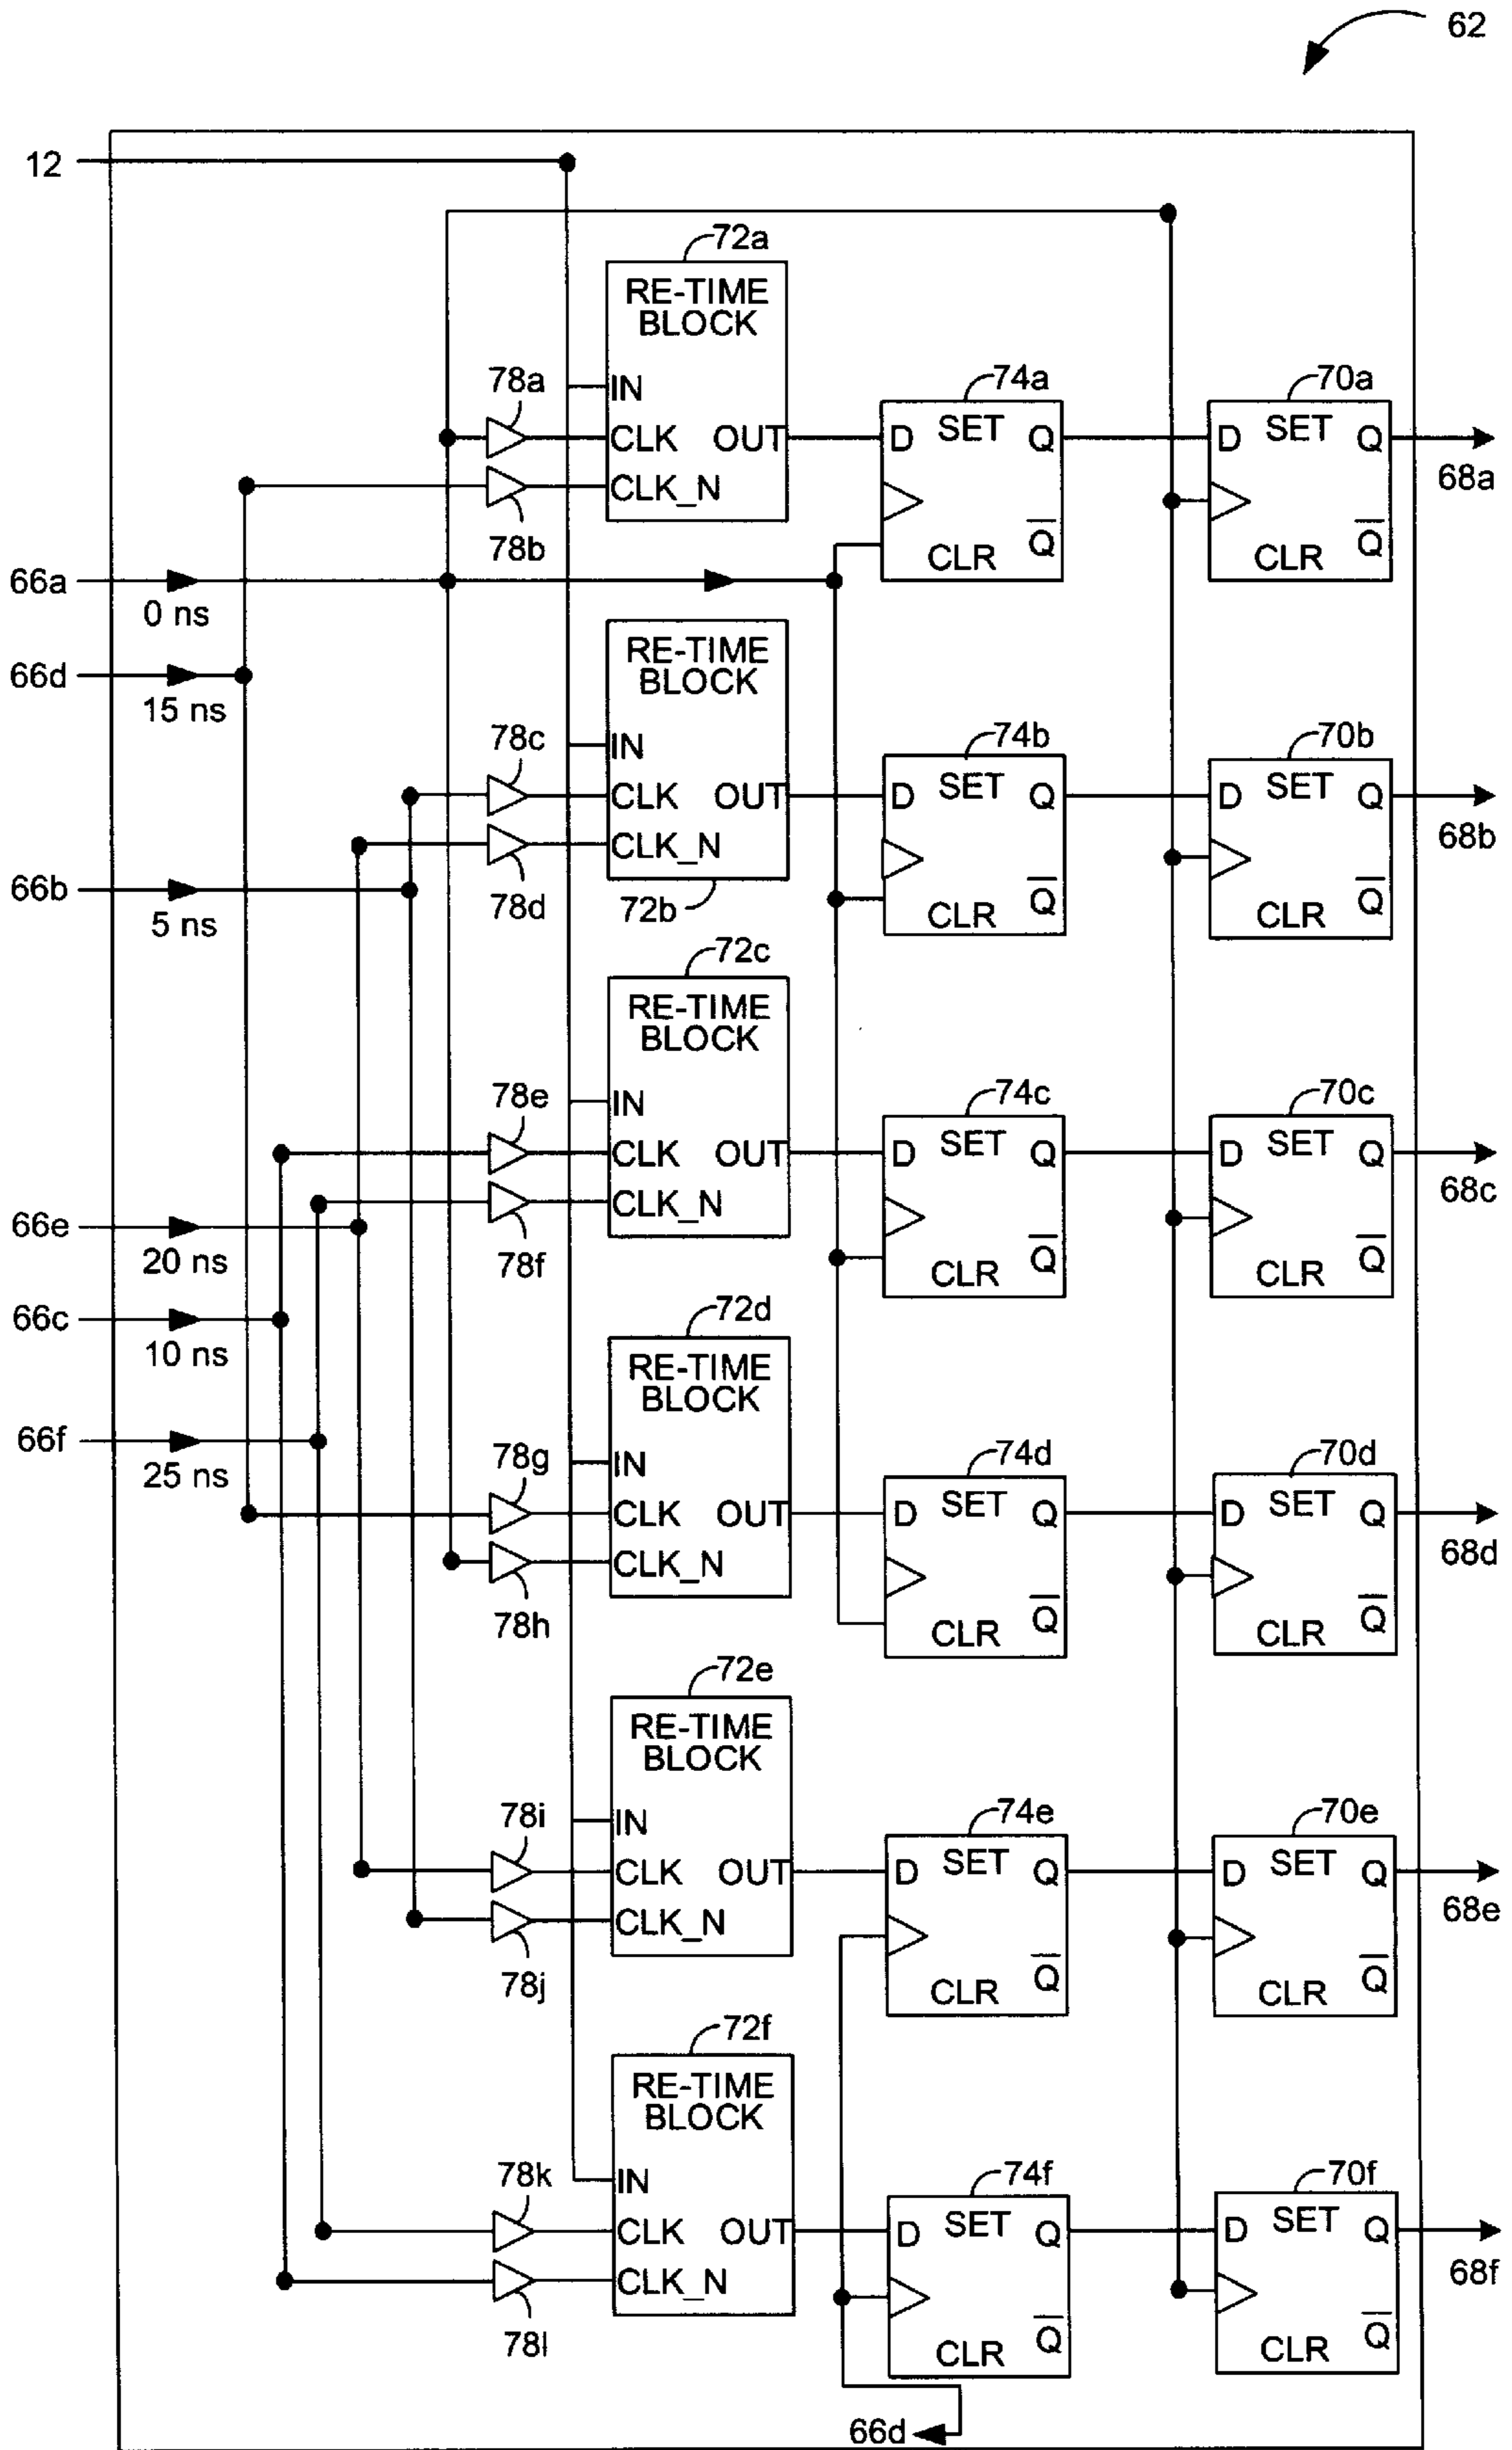 62
12
72a
RE-TIME
BLOCK
78a
IN
CLK OUT
CLK_N
78b
74a
D SET Q
CLR Q
70a
D SET Q
CLR Q
68a
66a
0 ns
66d
15 ns
RE-TIME
BLOCK
78c
IN
CLK OUT
CLK_N
78d
72b
74b
D SET Q
CLR Q
70b
D SET Q
CLR Q
68b
66b
5 ns
72c
RE-TIME
BLOCK
78e
IN
CLK OUT
CLK_N
78f
74c
D SET Q
CLR Q
70c
D SET Q
CLR Q
68c
66e
20 ns
66c
10 ns
66f
25 ns
72d
RE-TIME
BLOCK
78g
IN
CLK OUT
CLK_N
78h
74d
D SET Q
CLR Q
70d
D SET Q
CLR Q
68d
72e
RE-TIME
BLOCK
78i
IN
CLK OUT
CLK_N
78j
74e
D SET Q
CLR Q
70e
D SET Q
CLR Q
68e
72f
RE-TIME
BLOCK
78k
IN
CLK OUT
CLK_N
78l
74f
D SET Q
CLR Q
70f
D SET Q
CLR Q
68f
66d